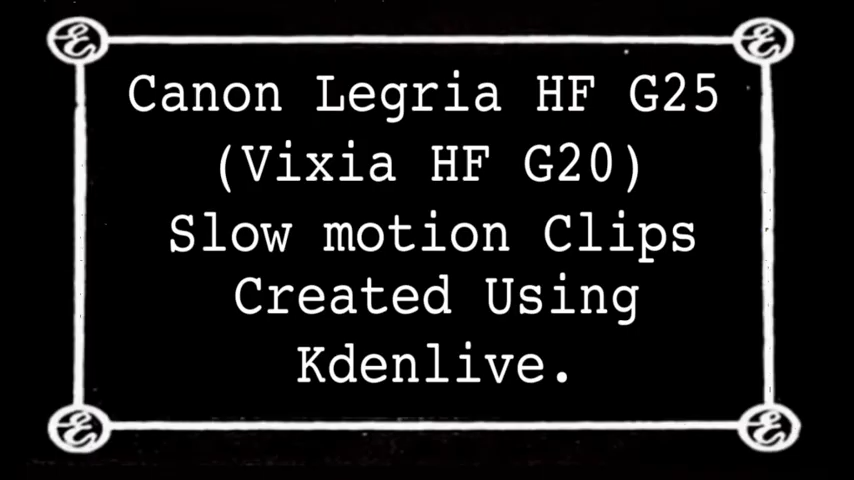 Canon Legria HF G25
(Vixia HF G20)
Slow motion Clips
Created Using
Kdenlive.